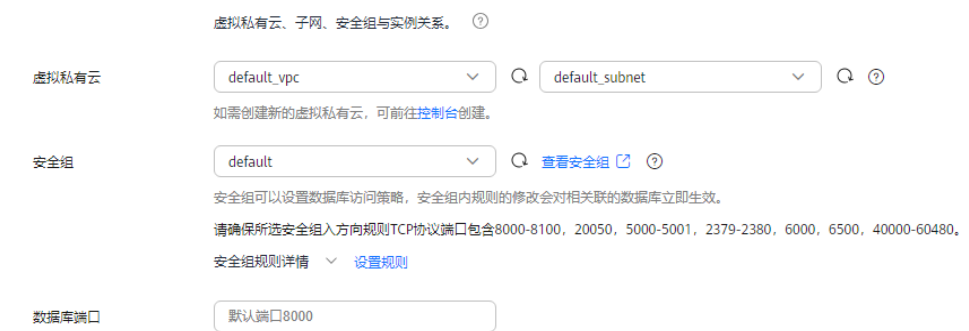 虚拟私有云、子网、安全组与实例关系。
虚拟私有云 default_vpc default_subnet
如需创建新的虚拟私有云，可前往控制台创建。
安全组 default 查看安全组
安全组可以设置数据库访问策略，安全组内规则的修改会对相关联的数据库立即生效。
请确保所选安全组入方向规则TCP协议端口包含8000-8100，20050，5000-5001，2379-2380，6000，6500，40000-60480。
安全组规则详情 设置规则
数据库端口 默认端口8000